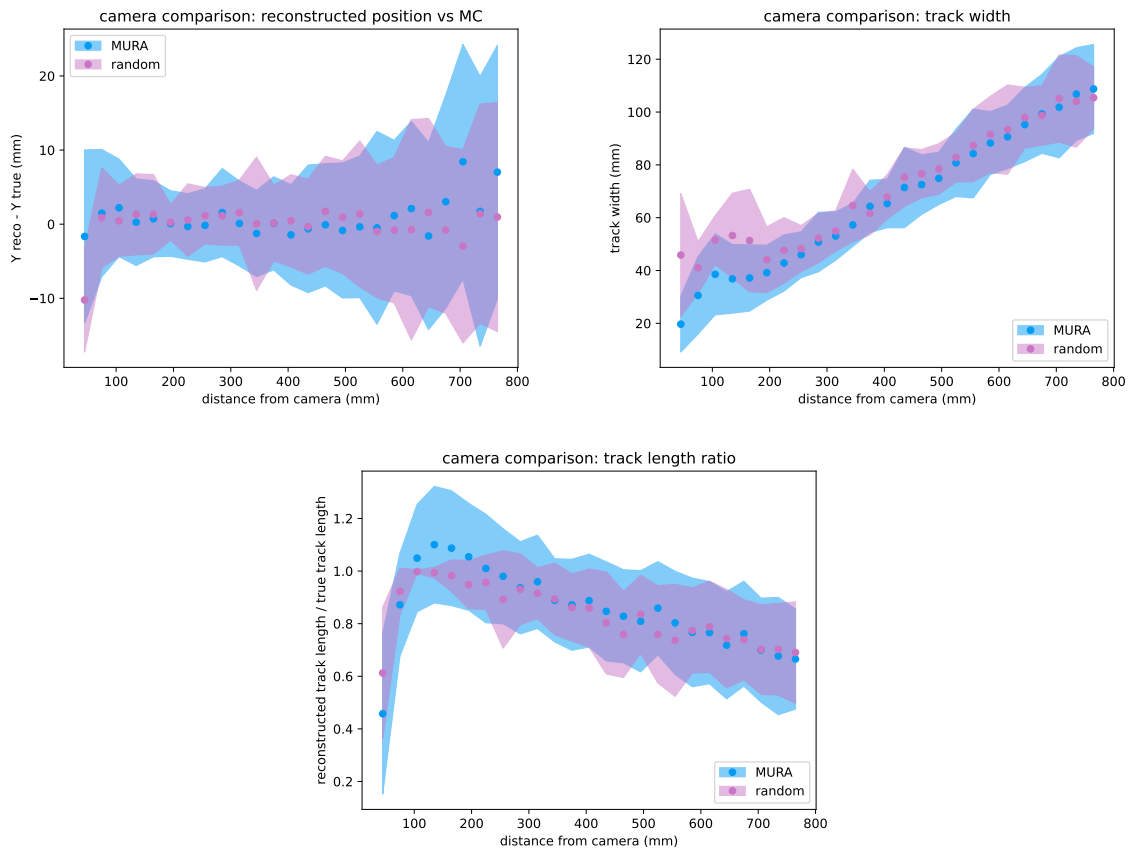 camera comparison: reconstructed position vs MC
MURA
random
20
10
0
−10
Y reco - Y true (mm)
100 200 300 400 500 600 700 800
distance from camera (mm)
camera comparison: track width
120
100
80
60
40
20
track width (mm)
MURA
random
100 200 300 400 500 600 700 800
distance from camera (mm)
camera comparison: track length ratio
1.2
1.0
0.8
0.6
0.4
0.2
reconstructed track length / true track length
MURA
random
100 200 300 400 500 600 700 800
distance from camera (mm)